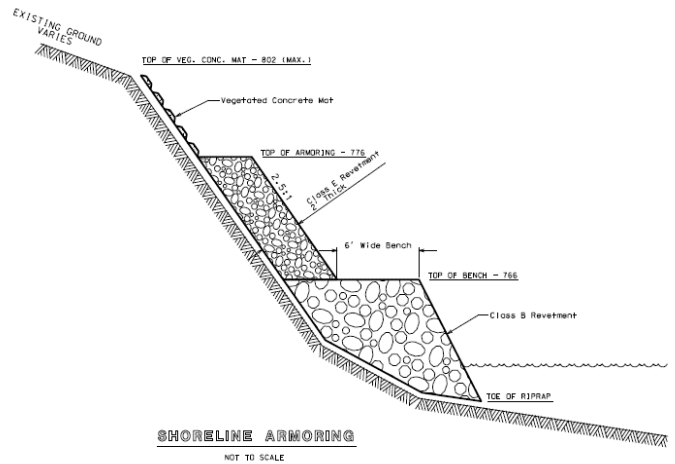 EXISTING GROUND
VARIES
TOP OF VEG. CONC. MAT - 802 (MAX.)
Vegetated Concrete Mat
TOP OF ARMORING - 776
2.5:1
Class E Revetment
2' Thick
6' Wide Bench
TOP OF BENCH - 766
Class B Revetment
TOE OF RIPRAP
SHORELINE ARMORING
NOT TO SCALE